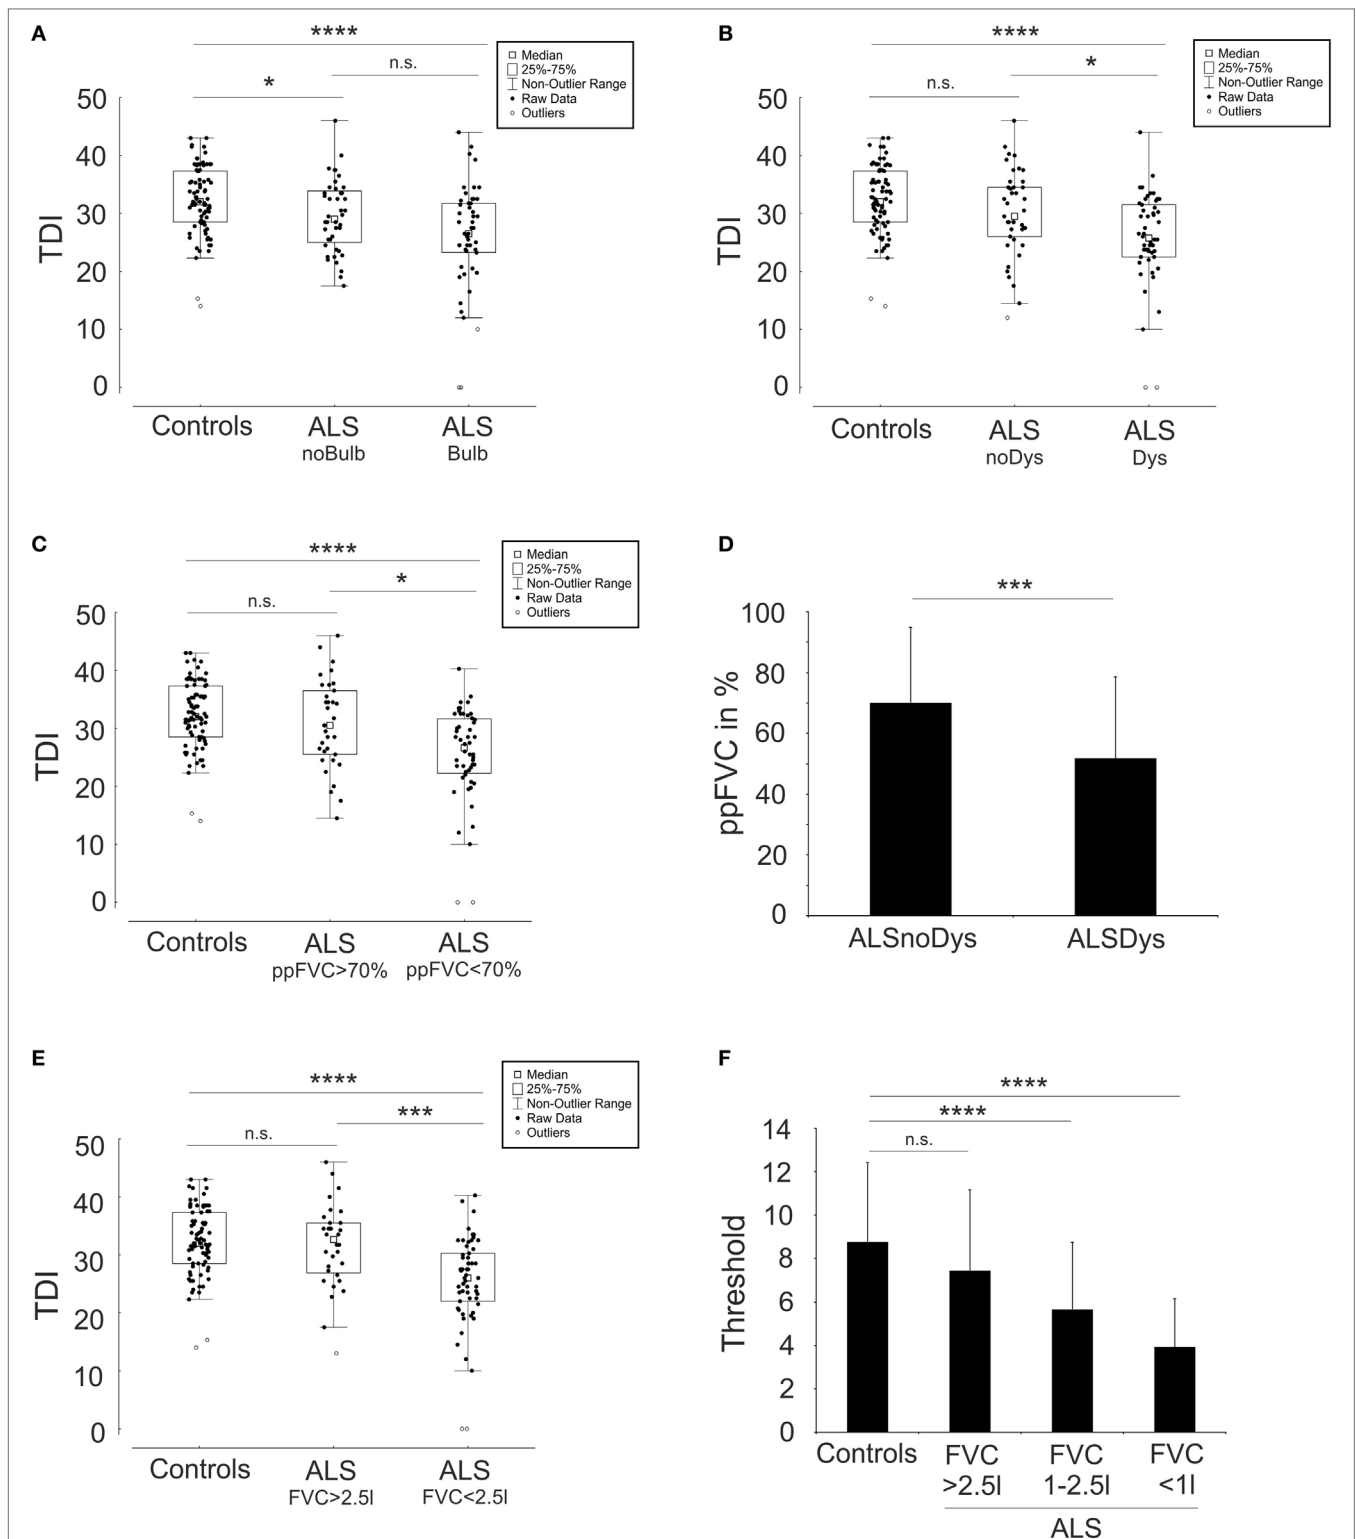 A
****
n.s.
*
Median
25%-75%
Non-Outlier Range
Raw Data
Outliers
50
40
30
20
10
0
TDI
Controls
ALS
noBulb
ALS
Bulb
B
****
*
n.s.
Median
25%-75%
Non-Outlier Range
Raw Data
Outliers
50
40
30
20
10
0
TDI
Controls
ALS
noDys
ALS
Dys
C
****
*
n.s.
Median
25%-75%
Non-Outlier Range
Raw Data
Outliers
50
40
30
20
10
0
TDI
Controls
ALS
ppFVC>70%
ALS
ppFVC<70%
D
***
100
80
60
40
20
0
ppFVC in %
ALSnoDys
ALSDys
E
****
***
n.s.
Median
25%-75%
Non-Outlier Range
Raw Data
Outliers
50
40
30
20
10
0
TDI
Controls
ALS
FVC>2.5l
ALS
FVC<2.5l
F
****
****
n.s.
14
12
10
8
6
4
2
0
Threshold
Controls
FVC
>2.5l
FVC
1-2.5l
FVC
<1l
ALS